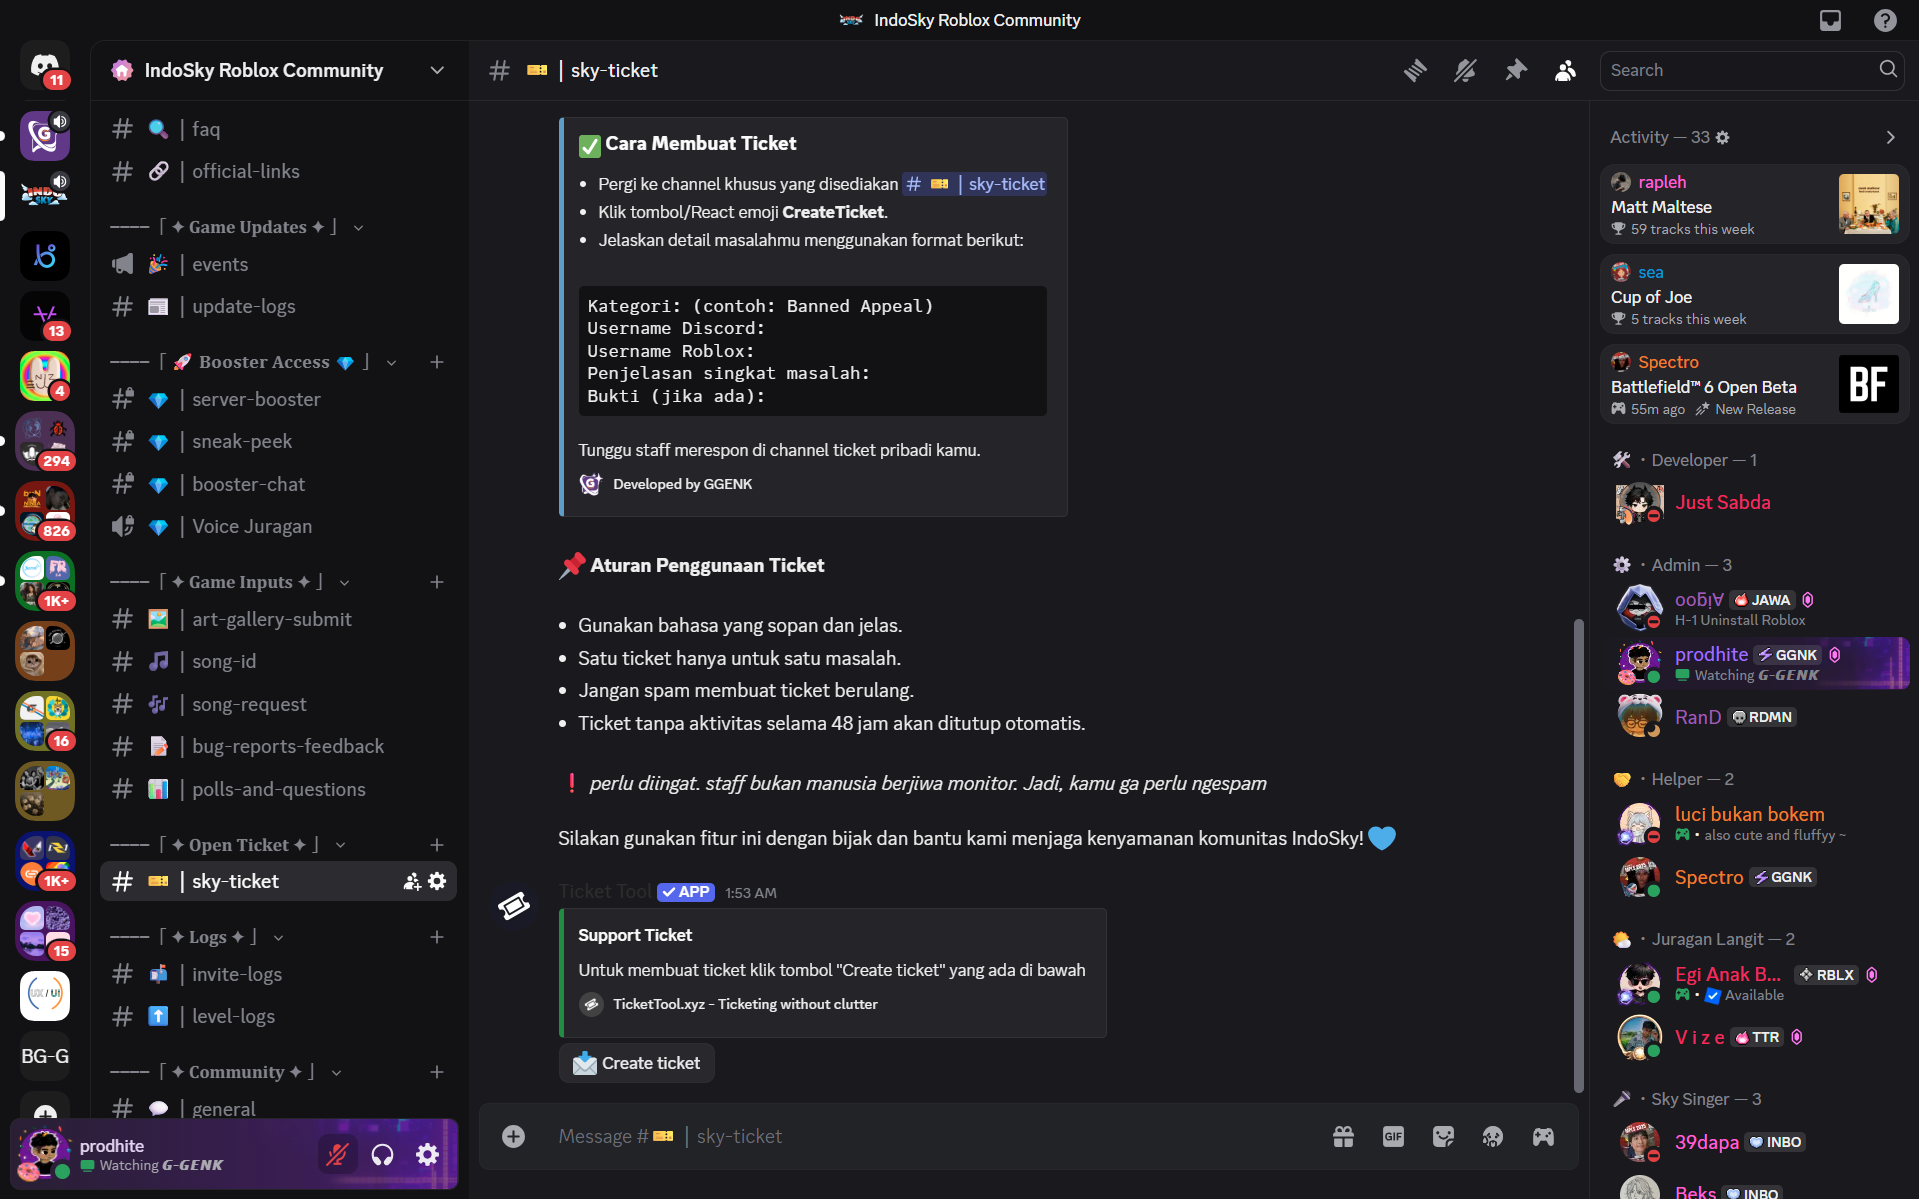 IndoSky Roblox Community
11
13
4
294
826
1K+
16
1K+
15
UX / UI
BG-G
IndoSky Roblox Community
faq
official-links
Game Updates
events
update-logs
Booster Access
server-booster
sneak-peek
booster-chat
Voice Juragan
Game Inputs
art-gallery-submit
song-id
song-request
bug-reports-feedback
polls-and-questions
Open Ticket
sky-ticket
Logs
invite-logs
level-logs
Community
general
prodhite
Watching G-GENK
# | sky-ticket
Cara Membuat Ticket
• Pergi ke channel khusus yang disediakan # | sky-ticket
• Klik tombol/React emoji CreateTicket.
• Jelaskan detail masalahmu menggunakan format berikut:
Kategori: (contoh: Banned Appeal)
Username Discord:
Username Roblox:
Penjelasan singkat masalah:
Bukti (jika ada):
Tunggu staff merespon di channel ticket pribadi kamu.
Developed by GGENK
Aturan Penggunaan Ticket
• Gunakan bahasa yang sopan dan jelas.
• Satu ticket hanya untuk satu masalah.
• Jangan spam membuat ticket berulang.
• Ticket tanpa aktivitas selama 48 jam akan ditutup otomatis.
❗ perlu diingat. staff bukan manusia berjiwa monitor. Jadi, kamu ga perlu ngespam
Silakan gunakan fitur ini dengan bijak dan bantu kami menjaga kenyamanan komunitas IndoSky!
Ticket Tool ✓ APP 1:53 AM
Support Ticket
Untuk membuat ticket klik tombol "Create ticket" yang ada di bawah
TicketTool.xyz - Ticketing without clutter
Create ticket
Message # | sky-ticket
GIF
Search
Activity — 33
rapleh
Matt Maltese
59 tracks this week
sea
Cup of Joe
5 tracks this week
Spectro
Battlefield™ 6 Open Beta
55m ago New Release
BF
Developer — 1
Just Sabda
Admin — 3
JAWA
H-1 Uninstall Roblox
prodhite GGNK
Watching G-GENK
RanD RDMN
Helper — 2
luci bukan bokem
• also cute and fluffyy ~
Spectro GGNK
Juragan Langit — 2
Egi Anak B... RBLX
• Available
V i z e TTR
Sky Singer — 3
39dapa INBO
Beks INBO